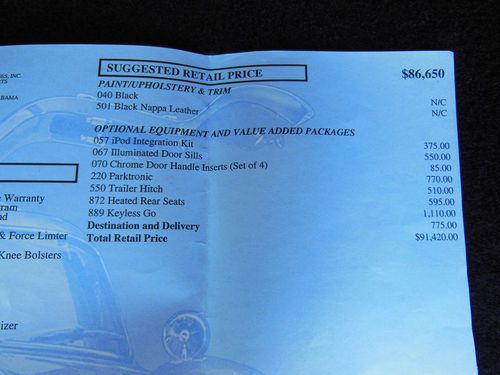 SUGGESTED RETAIL PRICE $86,650
PAINT/UPHOLSTERY & TRIM
040 Black N/C
501 Black Nappa Leather N/C
OPTIONAL EQUIPMENT AND VALUE ADDED PACKAGES
057 iPod Integration Kit 375.00
067 Illuminated Door Sills 550.00
070 Chrome Door Handle Inserts (Set of 4) 85.00
220 Parktronic 770.00
550 Trailer Hitch 510.00
872 Heated Rear Seats 595.00
889 Keyless Go 1,110.00
Destination and Delivery 775.00
Total Retail Price $91,420.00
INC.
Warranty
& Force Limter
Knee Bolsters